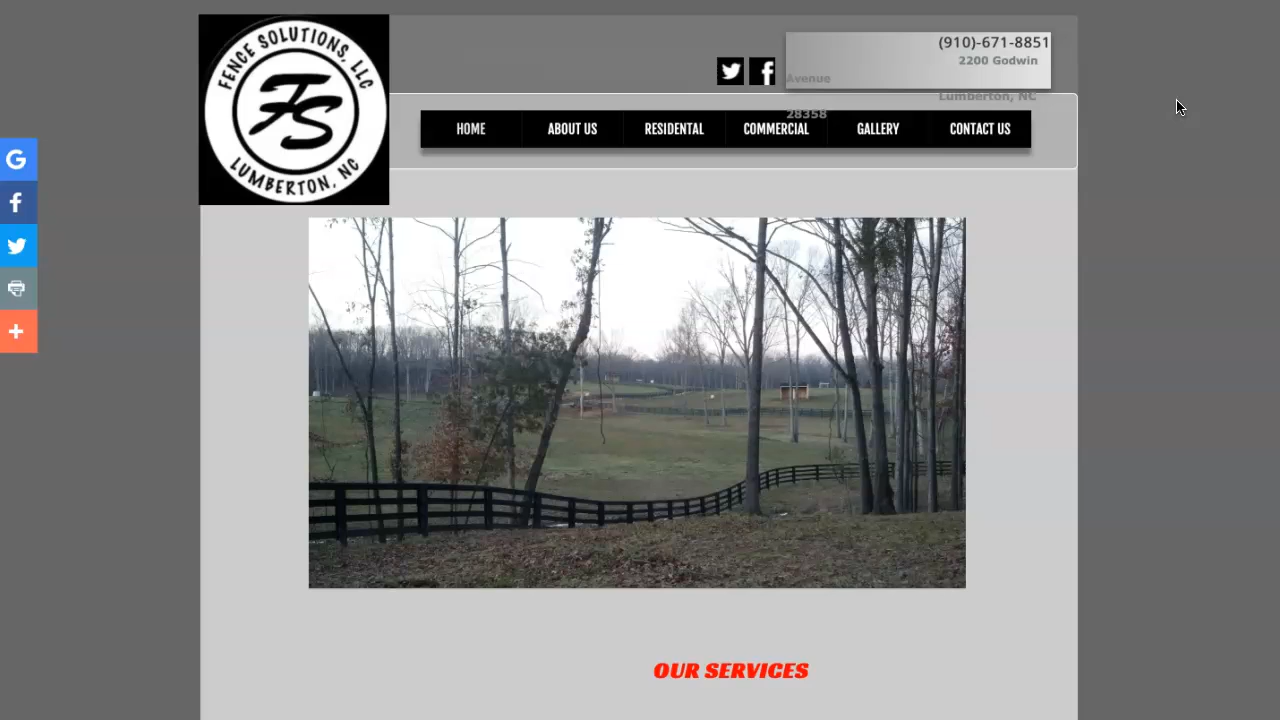 FENCE SOLUTIONS, LLC
FS
LUMBERTON, NC
(910)-671-8851
2200 Godwin
Avenue
Lumberton, NC
28358
HOME ABOUT US RESIDENTAL COMMERCIAL GALLERY CONTACT US
OUR SERVICES